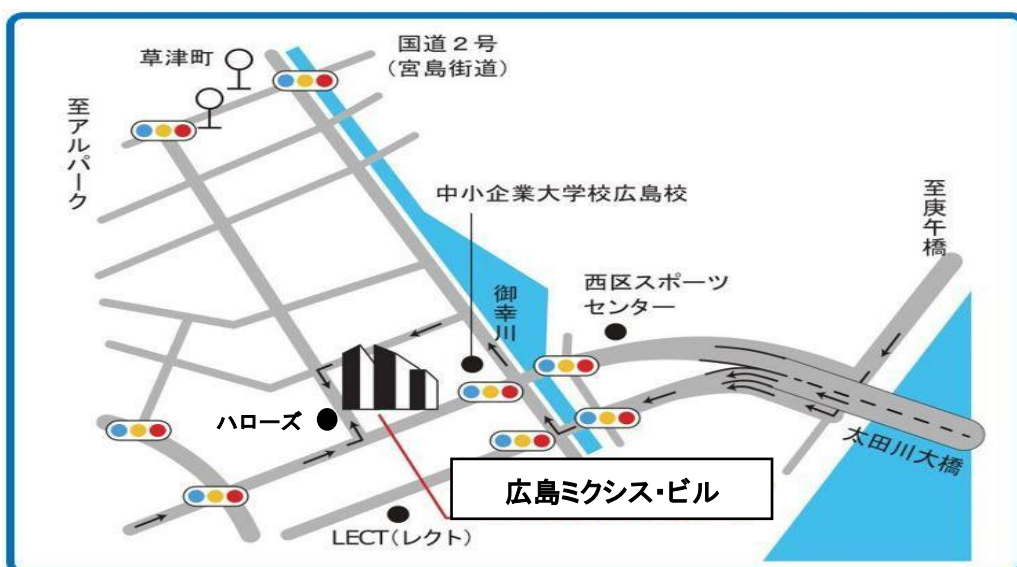 草津町
国道２号
（宮島街道）
至アルパーク
中小企業大学校広島校
至庚午橋
御幸川
西区スポーツ
センター
ハローズ
太田川大橋
広島ミクシス・ビル
LECT（レクト）